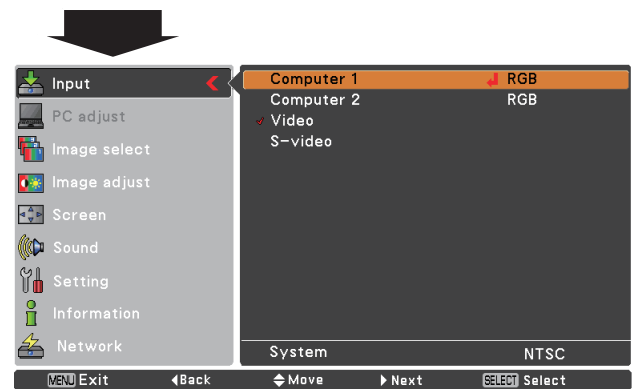 Input
PC adjust
Image select
Image adjust
Screen
Sound
Setting
Information
Network
Computer 1 RGB
Computer 2 RGB
Video
S-video
System NTSC
MENU Exit Back Move Next SELECT Select